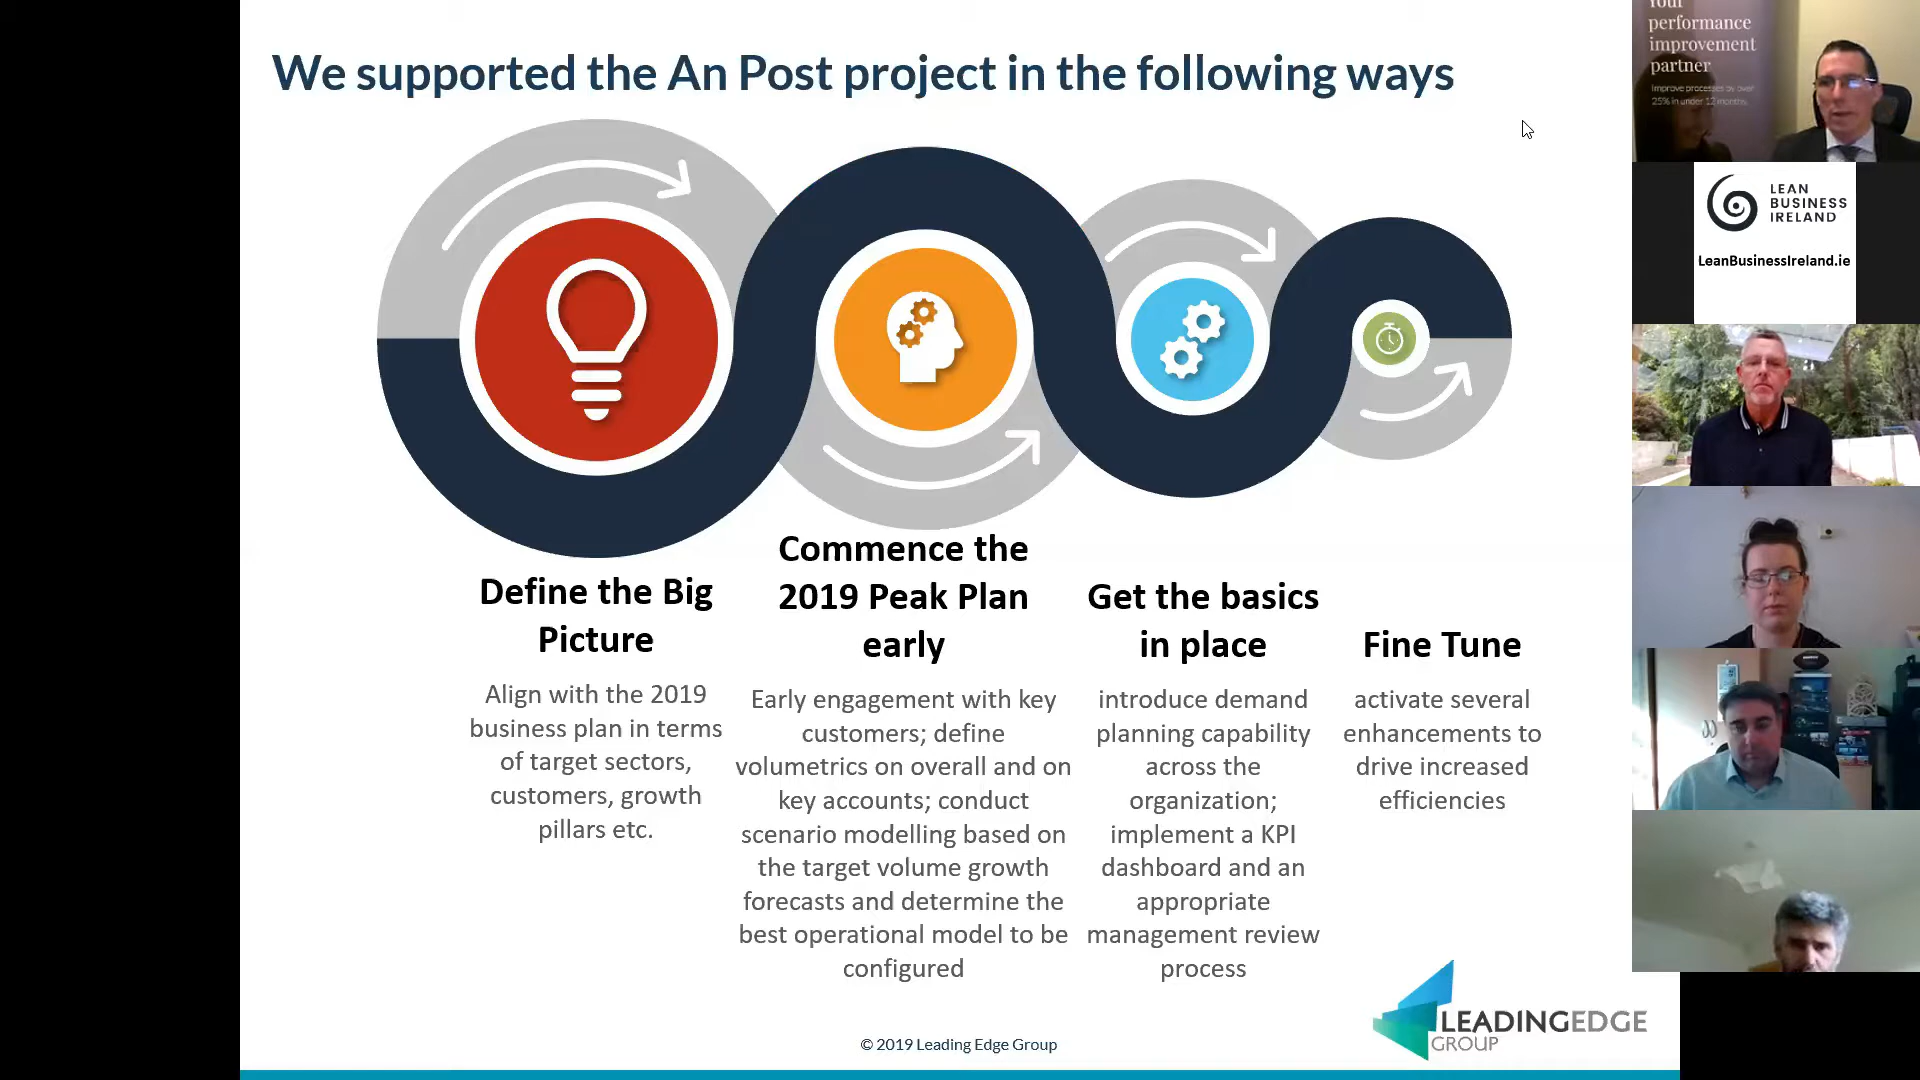 We supported the An Post project in the following ways
Define the Big
Picture
Align with the 2019
business plan in terms
of target sectors,
customers, growth
pillars etc.
Commence the
2019 Peak Plan
early
Early engagement with key
customers; define
volumetrics on overall and on
key accounts; conduct
scenario modelling based on
the target volume growth
forecasts and determine the
best operational model to be
configured
Get the basics
in place
introduce demand
planning capability
across the
organization;
implement a KPI
dashboard and an
appropriate
management review
process
Fine Tune
activate several
enhancements to
drive increased
efficiencies
© 2019 Leading Edge Group
LEADINGEDGE
GROUP
Your
performance
improvement
partner
Improve processes by over
25% in under 12 months.
LEAN
BUSINESS
IRELAND
LeanBusinessIreland.ie